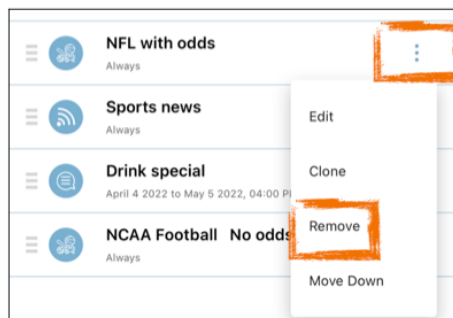 NFL with odds
Always
Sports news
Always
Drink special
April 4 2022 to May 5 2022, 04:00
NCAA Football No odds
Always
Edit
Clone
Remove
Move Down